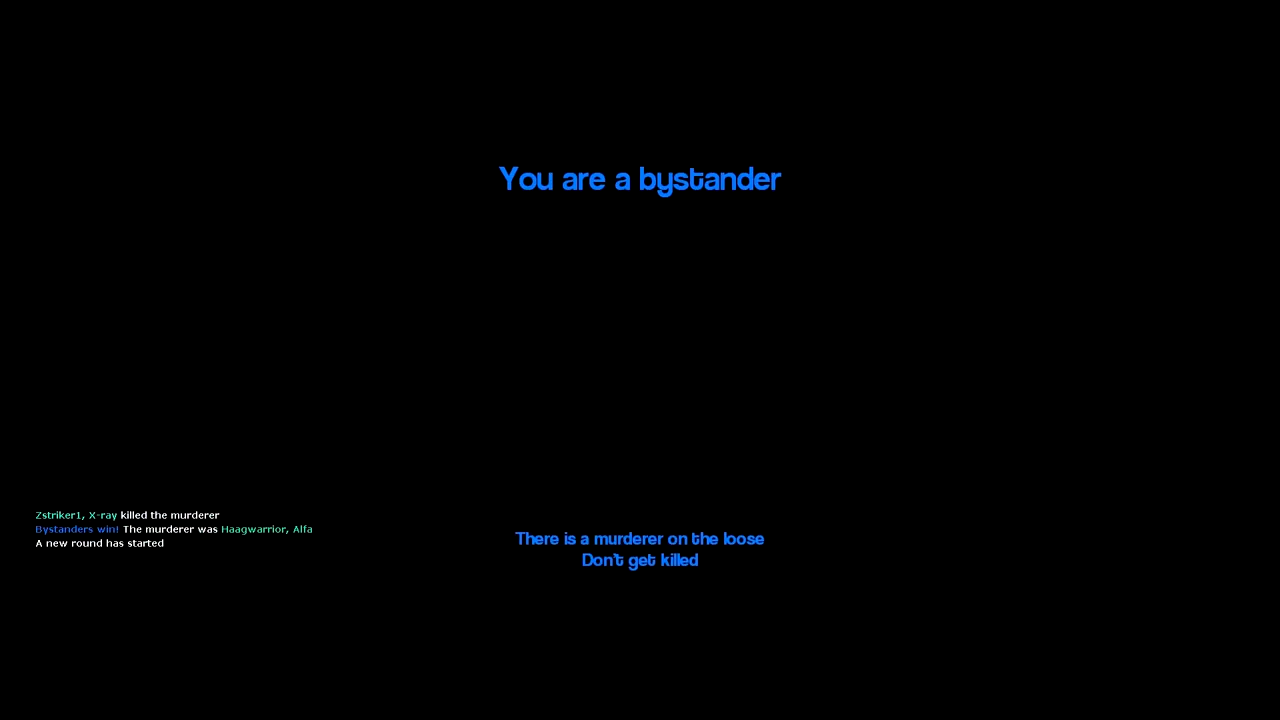 You are a bystander
Zstriker1, X-ray killed the murderer
Bystanders win! The murderer was Haagwarrior, Alfa
A new round has started
There is a murderer on the loose
Don't get killed